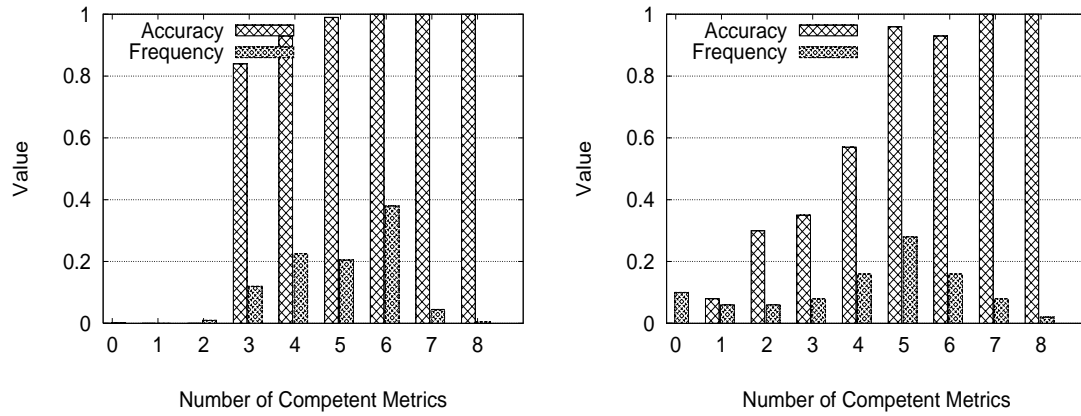 1
0.8
0.6
0.4
0.2
0
Value
Accuracy
Frequency
0 1 2 3 4 5 6 7 8
Number of Competent Metrics
1
0.8
0.6
0.4
0.2
0
Value
Accuracy
Frequency
0 1 2 3 4 5 6 7 8
Number of Competent Metrics